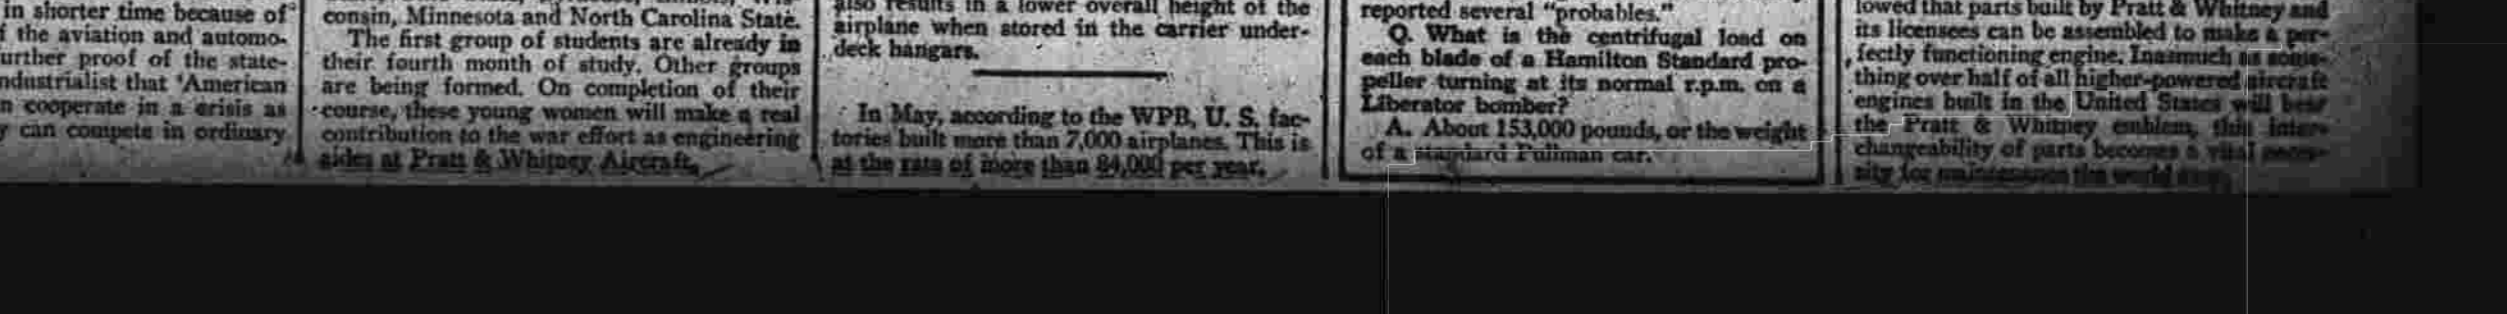 in shorter time because of
f the aviation and automo-
urther proof of the state-
ndustrialist that 'American
n cooperate in a crisis as
y can compete in ordinary
consin, Minnesota and North Carolina State.
The first group of students are already in
their fourth month of study. Other groups
are being formed. On completion of their
course, these young women will make a real
contribution to the war effort as engineering
aides at Pratt & Whitney Aircraft.
also results in a lower overall height of the
airplane when stored in the carrier under-
deck hangars.
In May, according to the WPB, U. S. fac-
tories built more than 7,000 airplanes. This is
at the rate of more than 84,000 per year.
reported several "probables."
Q. What is the centrifugal load on
each blade of a Hamilton Standard pro-
peller turning at its normal r.p.m. on a
Liberator bomber?
A. About 153,000 pounds, or the weight
of a standard Pullman car.
lowed that parts built by Pratt & Whitney and
its licensees can be assembled to make a per-
fectly functioning engine. Inasmuch as some-
thing over half of all higher-powered aircraft
engines built in the United States will bear
the Pratt & Whitney emblem, this inter-
changeability of parts becomes a vital neces-
sity for maintenance the world